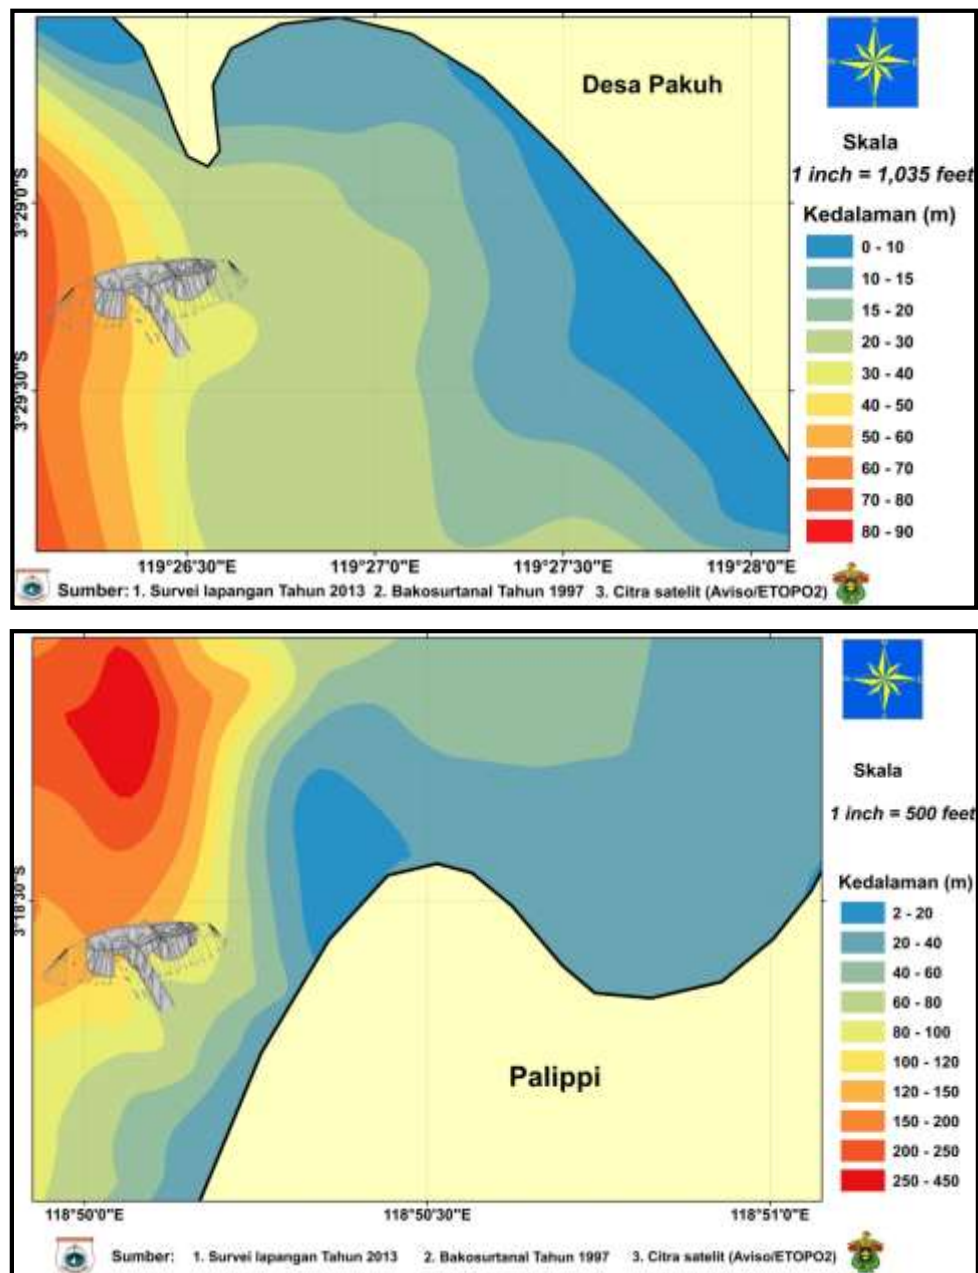 Desa Pakuh
Skala
1 inch = 1,035 feet
Kedalaman (m)
0 - 10
10 - 15
15 - 20
20 - 30
30 - 40
40 - 50
50 - 60
60 - 70
70 - 80
80 - 90
3°29'0"S
3°29'30"S
119°26'30"E 119°27'0"E 119°27'30"E 119°28'0"E
Sumber: 1. Survei lapangan Tahun 2013 2. Bakosurtanal Tahun 1997 3. Citra satelit (Aviso/ETOPO2)
Skala
1 inch = 500 feet
Kedalaman (m)
2 - 20
20 - 40
40 - 60
60 - 80
80 - 100
100 - 120
120 - 150
150 - 200
200 - 250
250 - 450
3°18'30"S
Palippi
118°50'0"E 118°50'30"E 118°51'0"E
Sumber: 1. Survei lapangan Tahun 2013 2. Bakosurtanal Tahun 1997 3. Citra satelit (Aviso/ETOPO2)